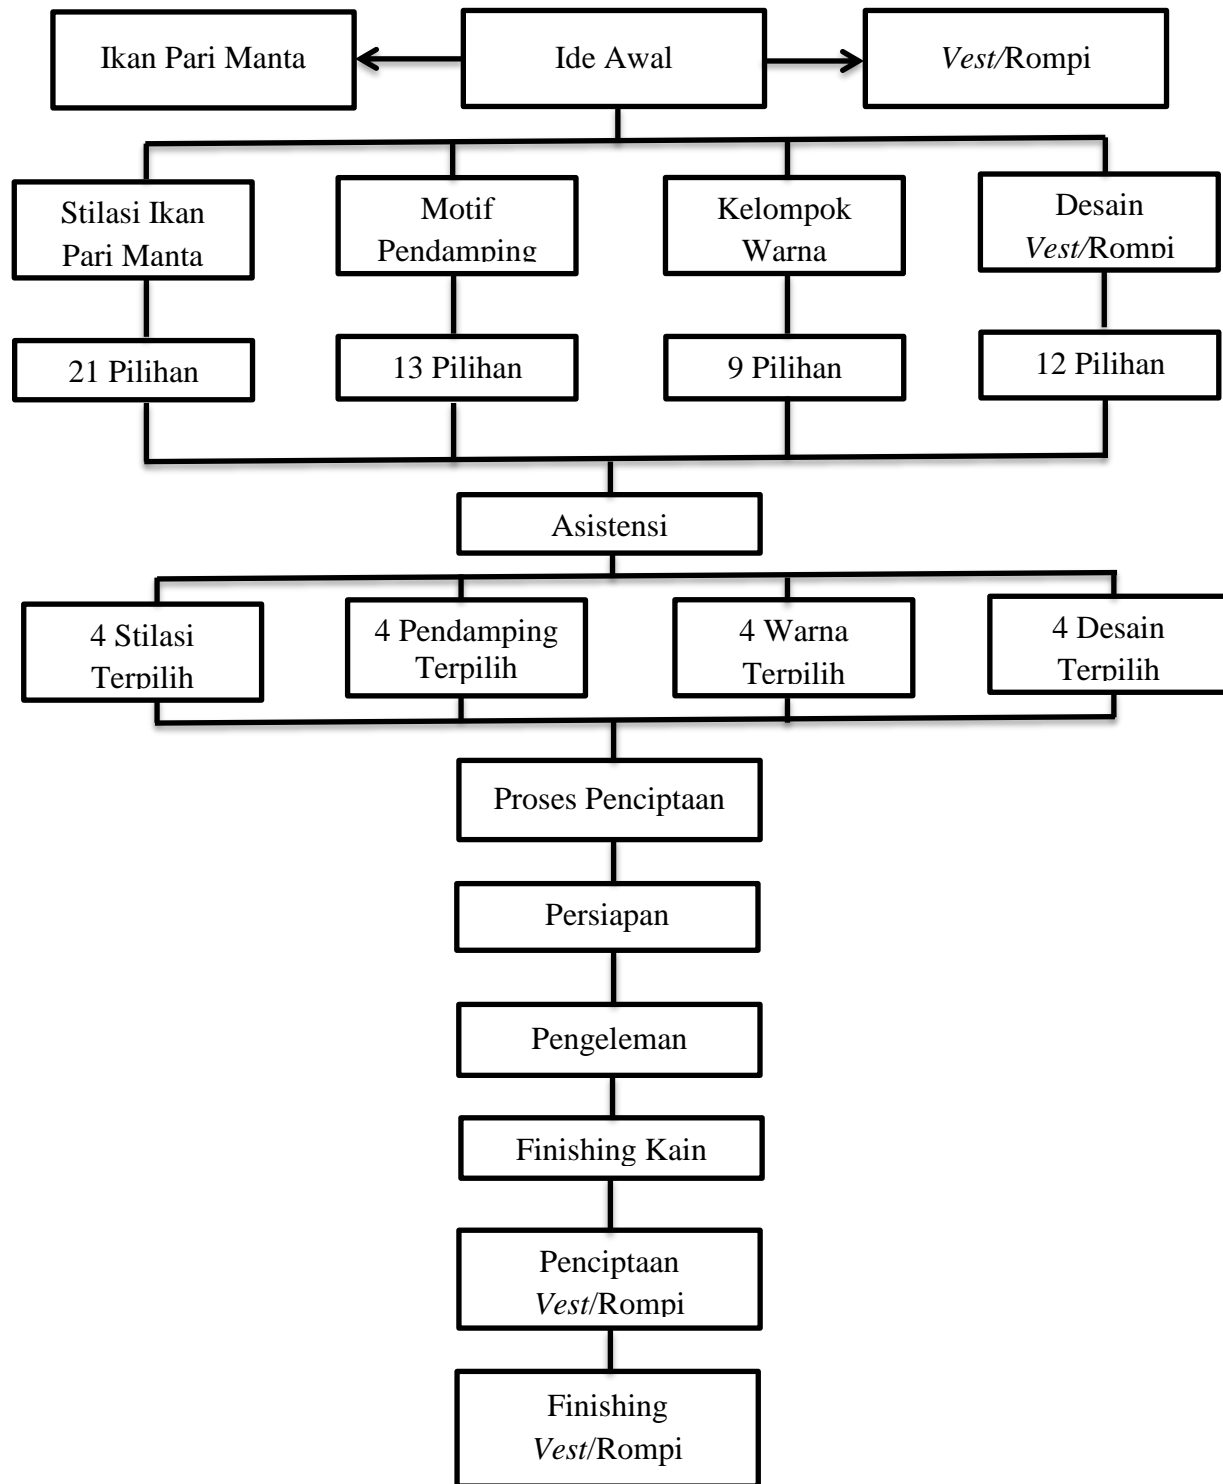 Ikan Pari Manta
Ide Awal
Vest/Rompi
Stilasi Ikan
Pari Manta
Motif
Pendamping
Kelompok
Warna
Desain
Vest/Rompi
21 Pilihan
13 Pilihan
9 Pilihan
12 Pilihan
Asistensi
4 Stilasi
Terpilih
4 Pendamping
Terpilih
4 Warna
Terpilih
4 Desain
Terpilih
Proses Penciptaan
Persiapan
Pengeleman
Finishing Kain
Penciptaan
Vest/Rompi
Finishing
Vest/Rompi